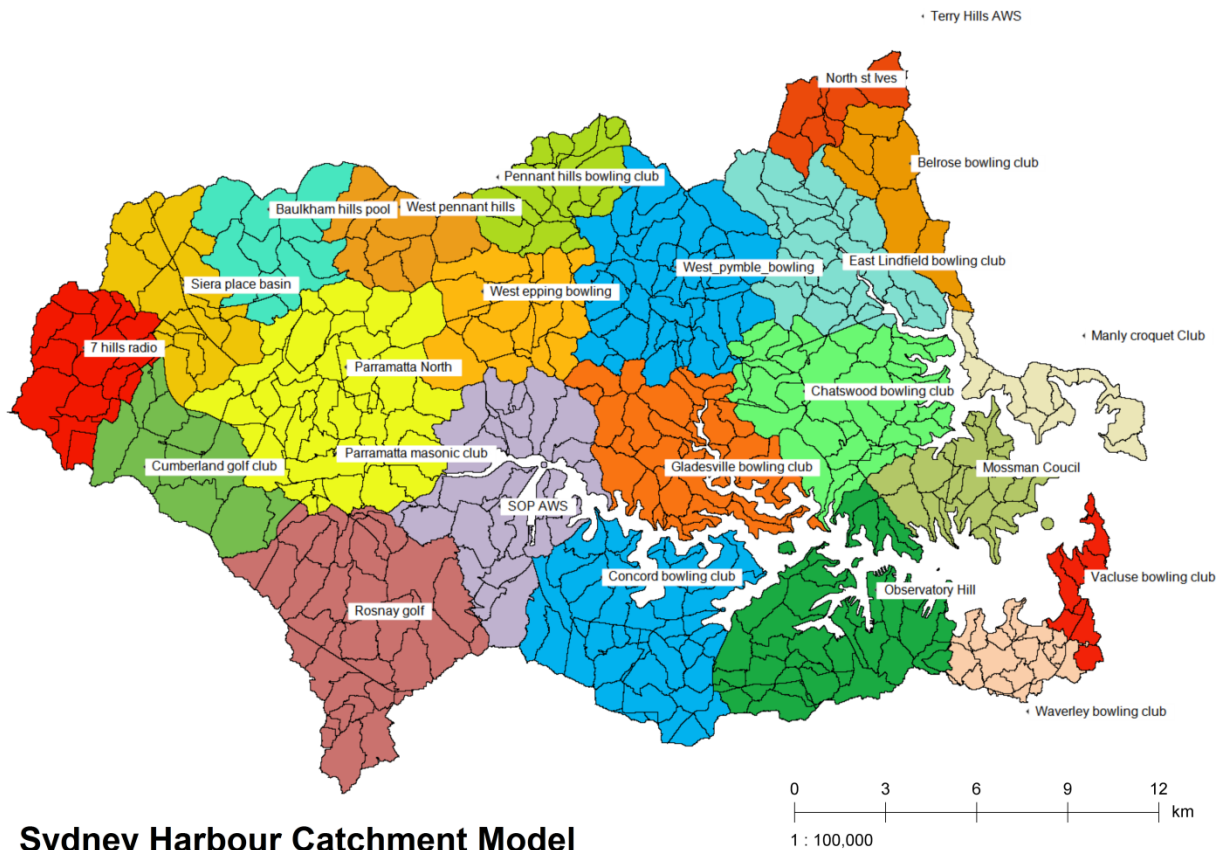 Terry Hills AWS
North st Ives
Belrose bowling club
Pennant hills bowling club
Baulkham hills pool
West pennant hills
East Lindfield bowling club
West_pymble_bowling
Siera place basin
West epping bowling
Manly croquet Club
7 hills radio
Parramatta North
Chatswood bowling club
Parramatta masonic club
Cumberland golf club
Gladesville bowling club
Mossman Coucil
SOP AWS
Concord bowling club
Vacluse bowling club
Observatory Hill
Rosnay golf
Waverley bowling club
0 3 6 9 12
km
1 : 100,000
Sydney Harbour Catchment Model